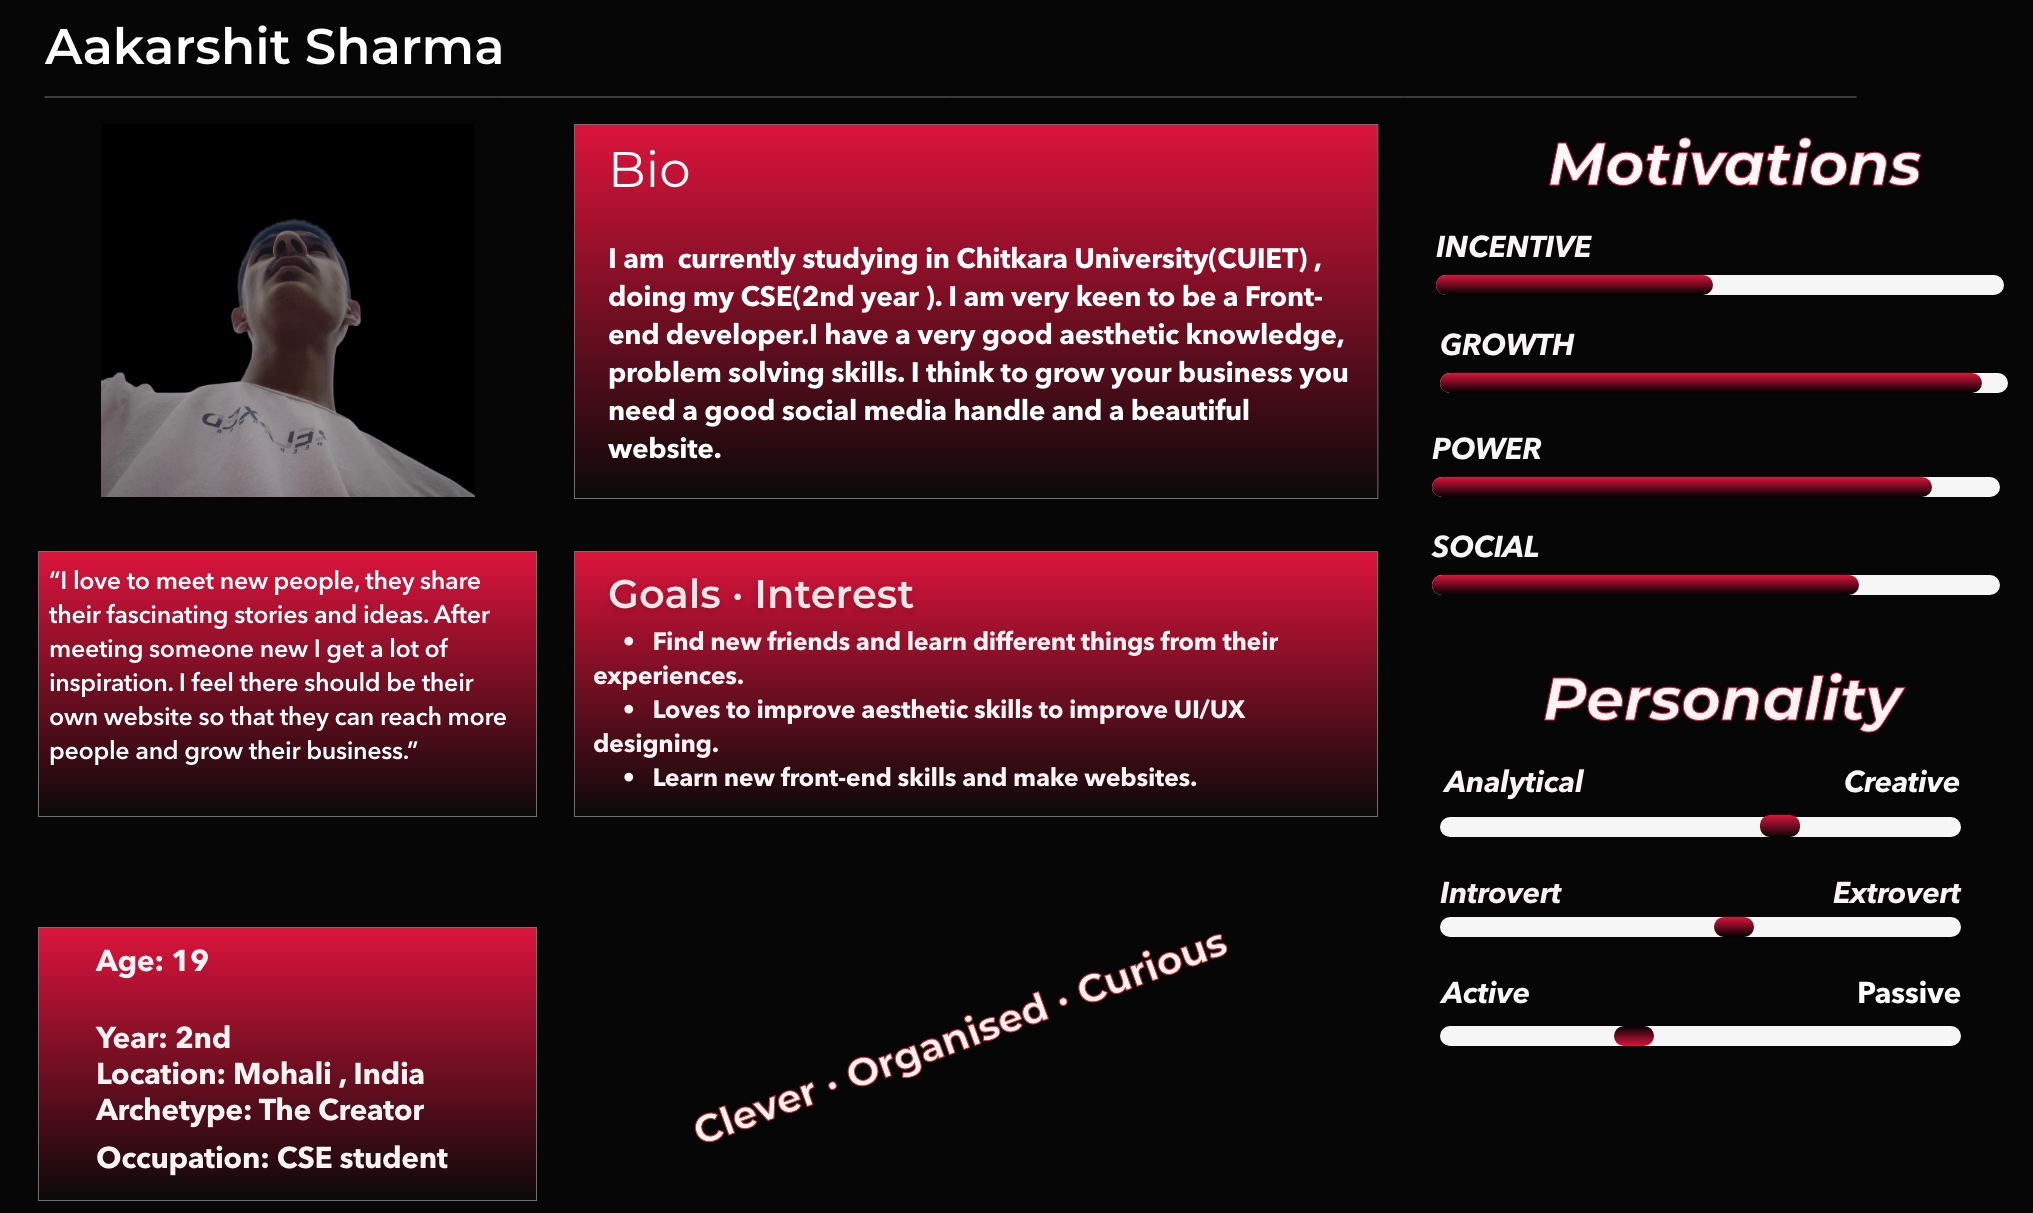 Aakarshit Sharma
Bio
I am  currently studying in Chitkara University(CUIET) ,
doing my CSE(2nd year ). I am very keen to be a Front-
end developer.I have a very good aesthetic knowledge,
problem solving skills. I think to grow your business you
need a good social media handle and a beautiful
website.
“I love to meet new people, they share
their fascinating stories and ideas. After
meeting someone new I get a lot of
inspiration. I feel there should be their
own website so that they can reach more
people and grow their business.”
Goals · Interest
• Find new friends and learn different things from their
experiences.
• Loves to improve aesthetic skills to improve UI/UX
designing.
• Learn new front-end skills and make websites.
Age: 19
Year: 2nd
Location: Mohali , India
Archetype: The Creator
Occupation: CSE student
Clever · Organised · Curious
Motivations
INCENTIVE
GROWTH
POWER
SOCIAL
Personality
Analytical Creative
Introvert Extrovert
Active Passive